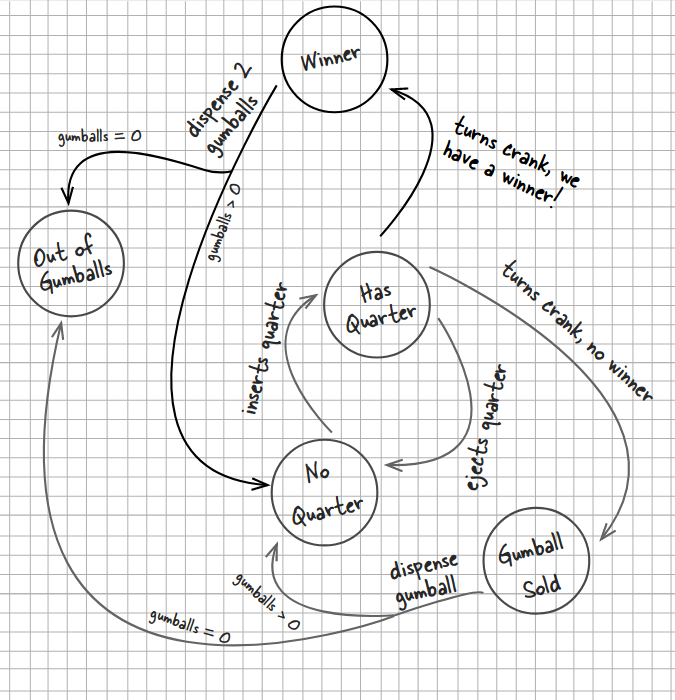 Winner
dispense 2
gumballs
gumballs = 0
turns crank, we
have a winner!
gumballs > 0
Out of
Gumballs
Has
Quarter
turns crank, no winner
inserts quarter
ejects quarter
No
Quarter
Gumball
Sold
dispense
gumball
gumballs > 0
gumballs = 0